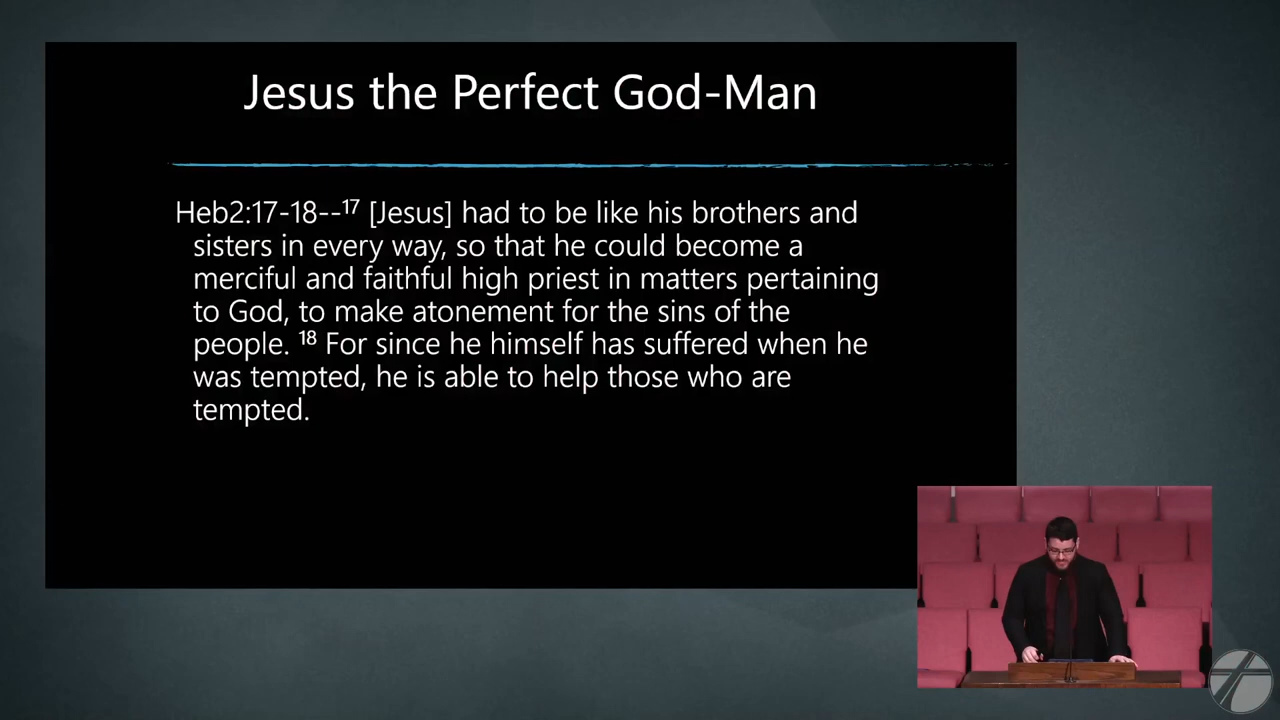 Jesus the Perfect God-Man
Heb2:17-18--¹⁷ [Jesus] had to be like his brothers and
sisters in every way, so that he could become a
merciful and faithful high priest in matters pertaining
to God, to make atonement for the sins of the
people. ¹⁸ For since he himself has suffered when he
was tempted, he is able to help those who are
tempted.